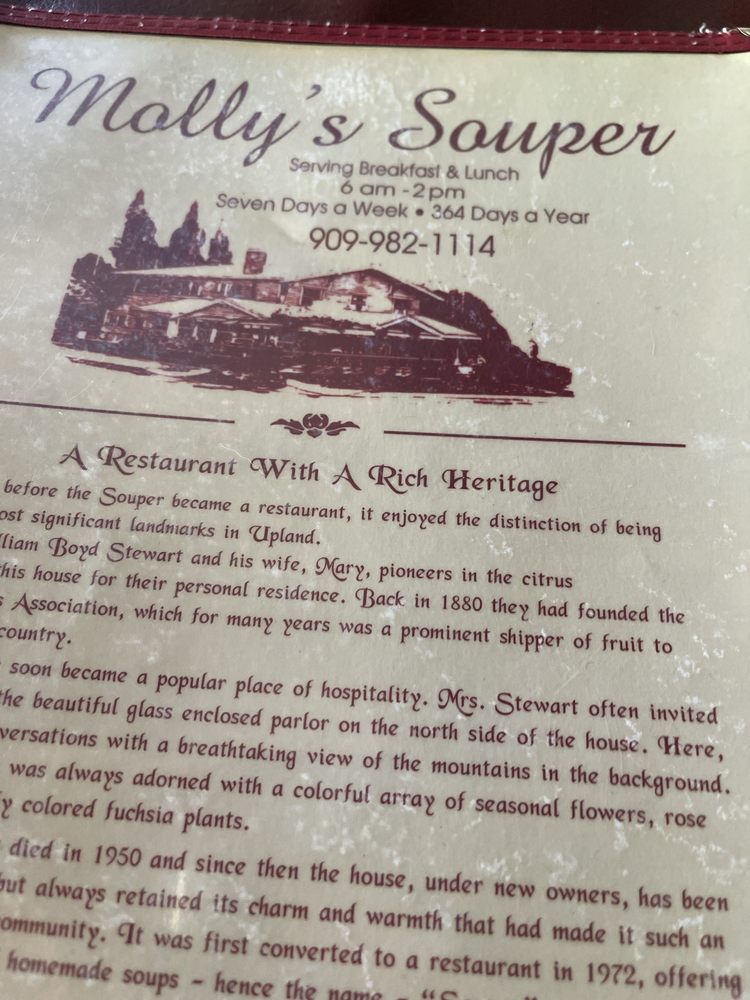 Molly's Souper
Serving Breakfast & Lunch
6 am - 2 pm
Seven Days a Week • 364 Days a Year
909-982-1114
A Restaurant With A Rich Heritage
before the Souper became a restaurant, it enjoyed the distinction of being
ost significant landmarks in Upland.
lliam Boyd Stewart and his wife, Mary, pioneers in the citrus
his house for their personal residence. Back in 1880 they had founded the
s Association, which for many years was a prominent shipper of fruit to
country.
soon became a popular place of hospitality. Mrs. Stewart often invited
the beautiful glass enclosed parlor on the north side of the house. Here,
versations with a breathtaking view of the mountains in the background.
was always adorned with a colorful array of seasonal flowers, rose
y colored fuchsia plants.
died in 1950 and since then the house, under new owners, has been
but always retained its charm and warmth that had made it such an
ommunity. It was first converted to a restaurant in 1972, offering
homemade soups - hence the name